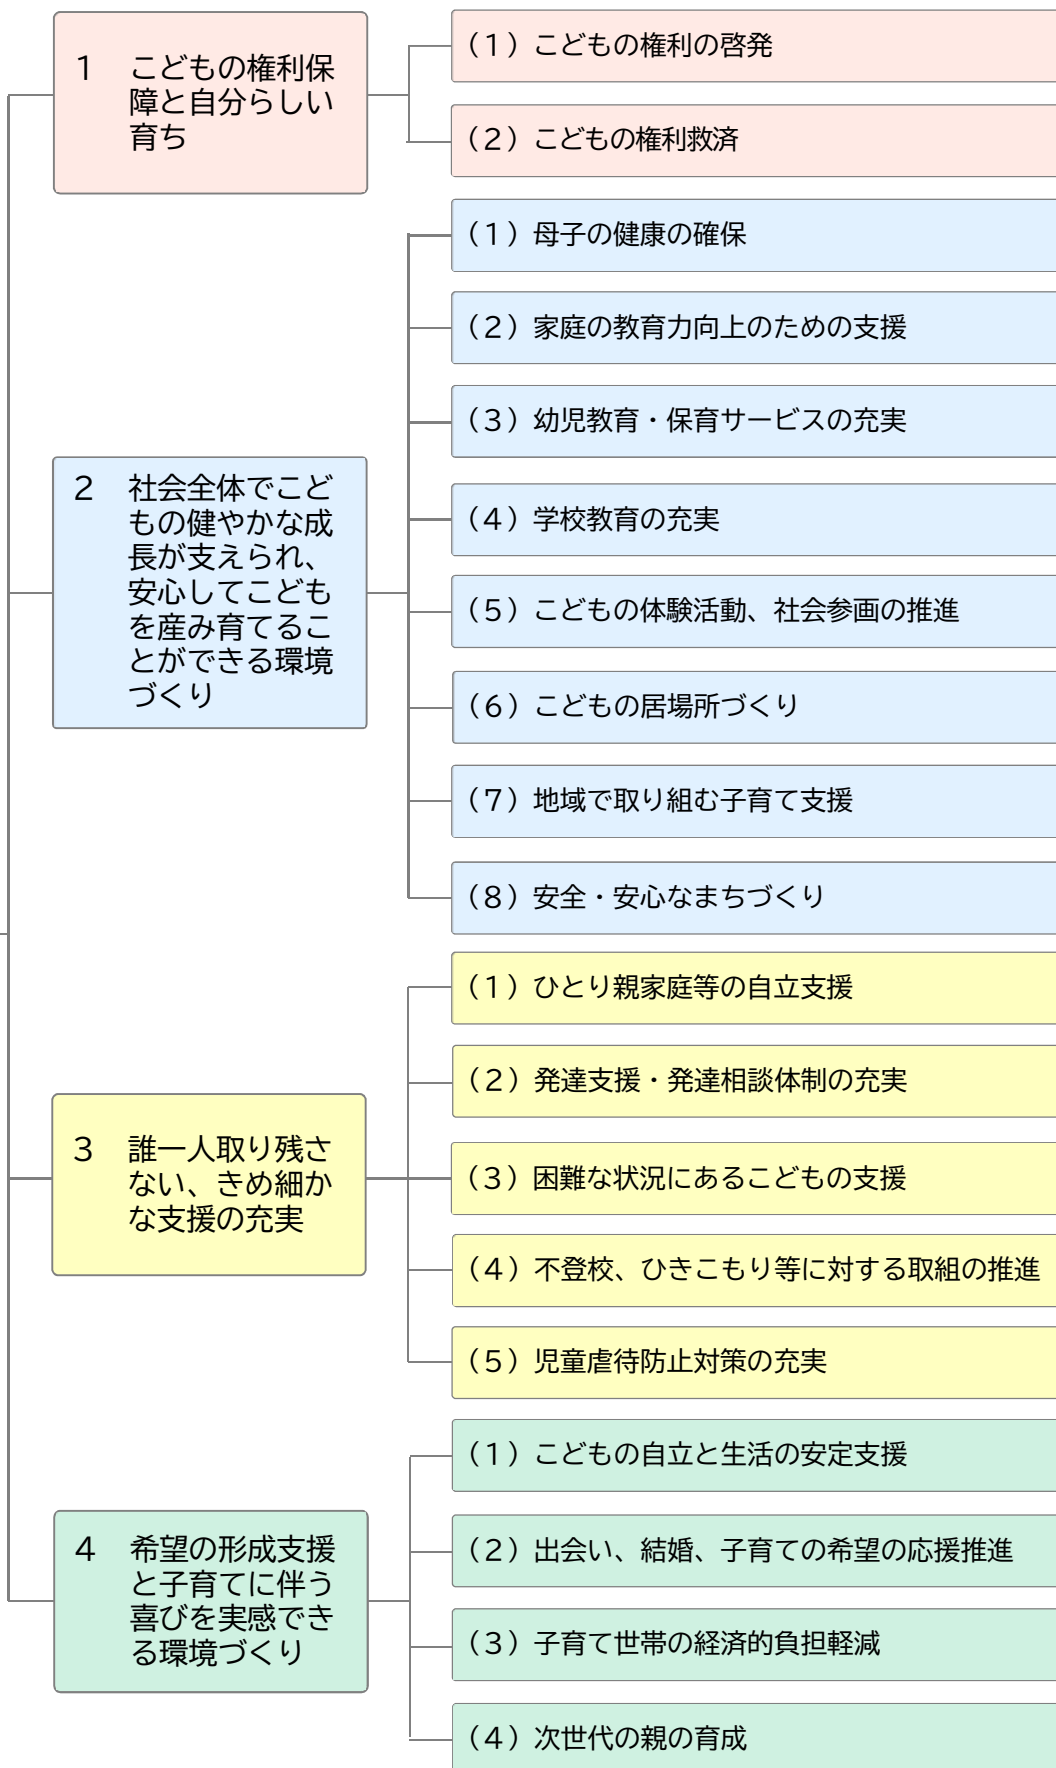 1 こどもの権利保
障と自分らしい
育ち
(1)こどもの権利の啓発
(2)こどもの権利救済
2 社会全体でこど
もの健やかな成
長が支えられ、
安心してこども
を産み育てるこ
とができる環境
づくり
(1)母子の健康の確保
(2)家庭の教育力向上のための支援
(3)幼児教育・保育サービスの充実
(4)学校教育の充実
(5)こどもの体験活動、社会参画の推進
(6)こどもの居場所づくり
(7)地域で取り組む子育て支援
(8)安全・安心なまちづくり
3 誰一人取り残さ
ない、きめ細か
な支援の充実
(1)ひとり親家庭等の自立支援
(2)発達支援・発達相談体制の充実
(3)困難な状況にあるこどもの支援
(4)不登校、ひきこもり等に対する取組の推進
(5)児童虐待防止対策の充実
4 希望の形成支援
と子育てに伴う
喜びを実感でき
る環境づくり
(1)こどもの自立と生活の安定支援
(2)出会い、結婚、子育ての希望の応援推進
(3)子育て世帯の経済的負担軽減
(4)次世代の親の育成